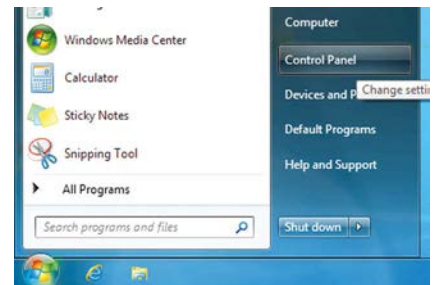 Windows Media Center
Calculator
Sticky Notes
Snipping Tool
All Programs
Search programs and files
Computer
Control Panel
Devices and P
Change setti
Default Programs
Help and Support
Shut down